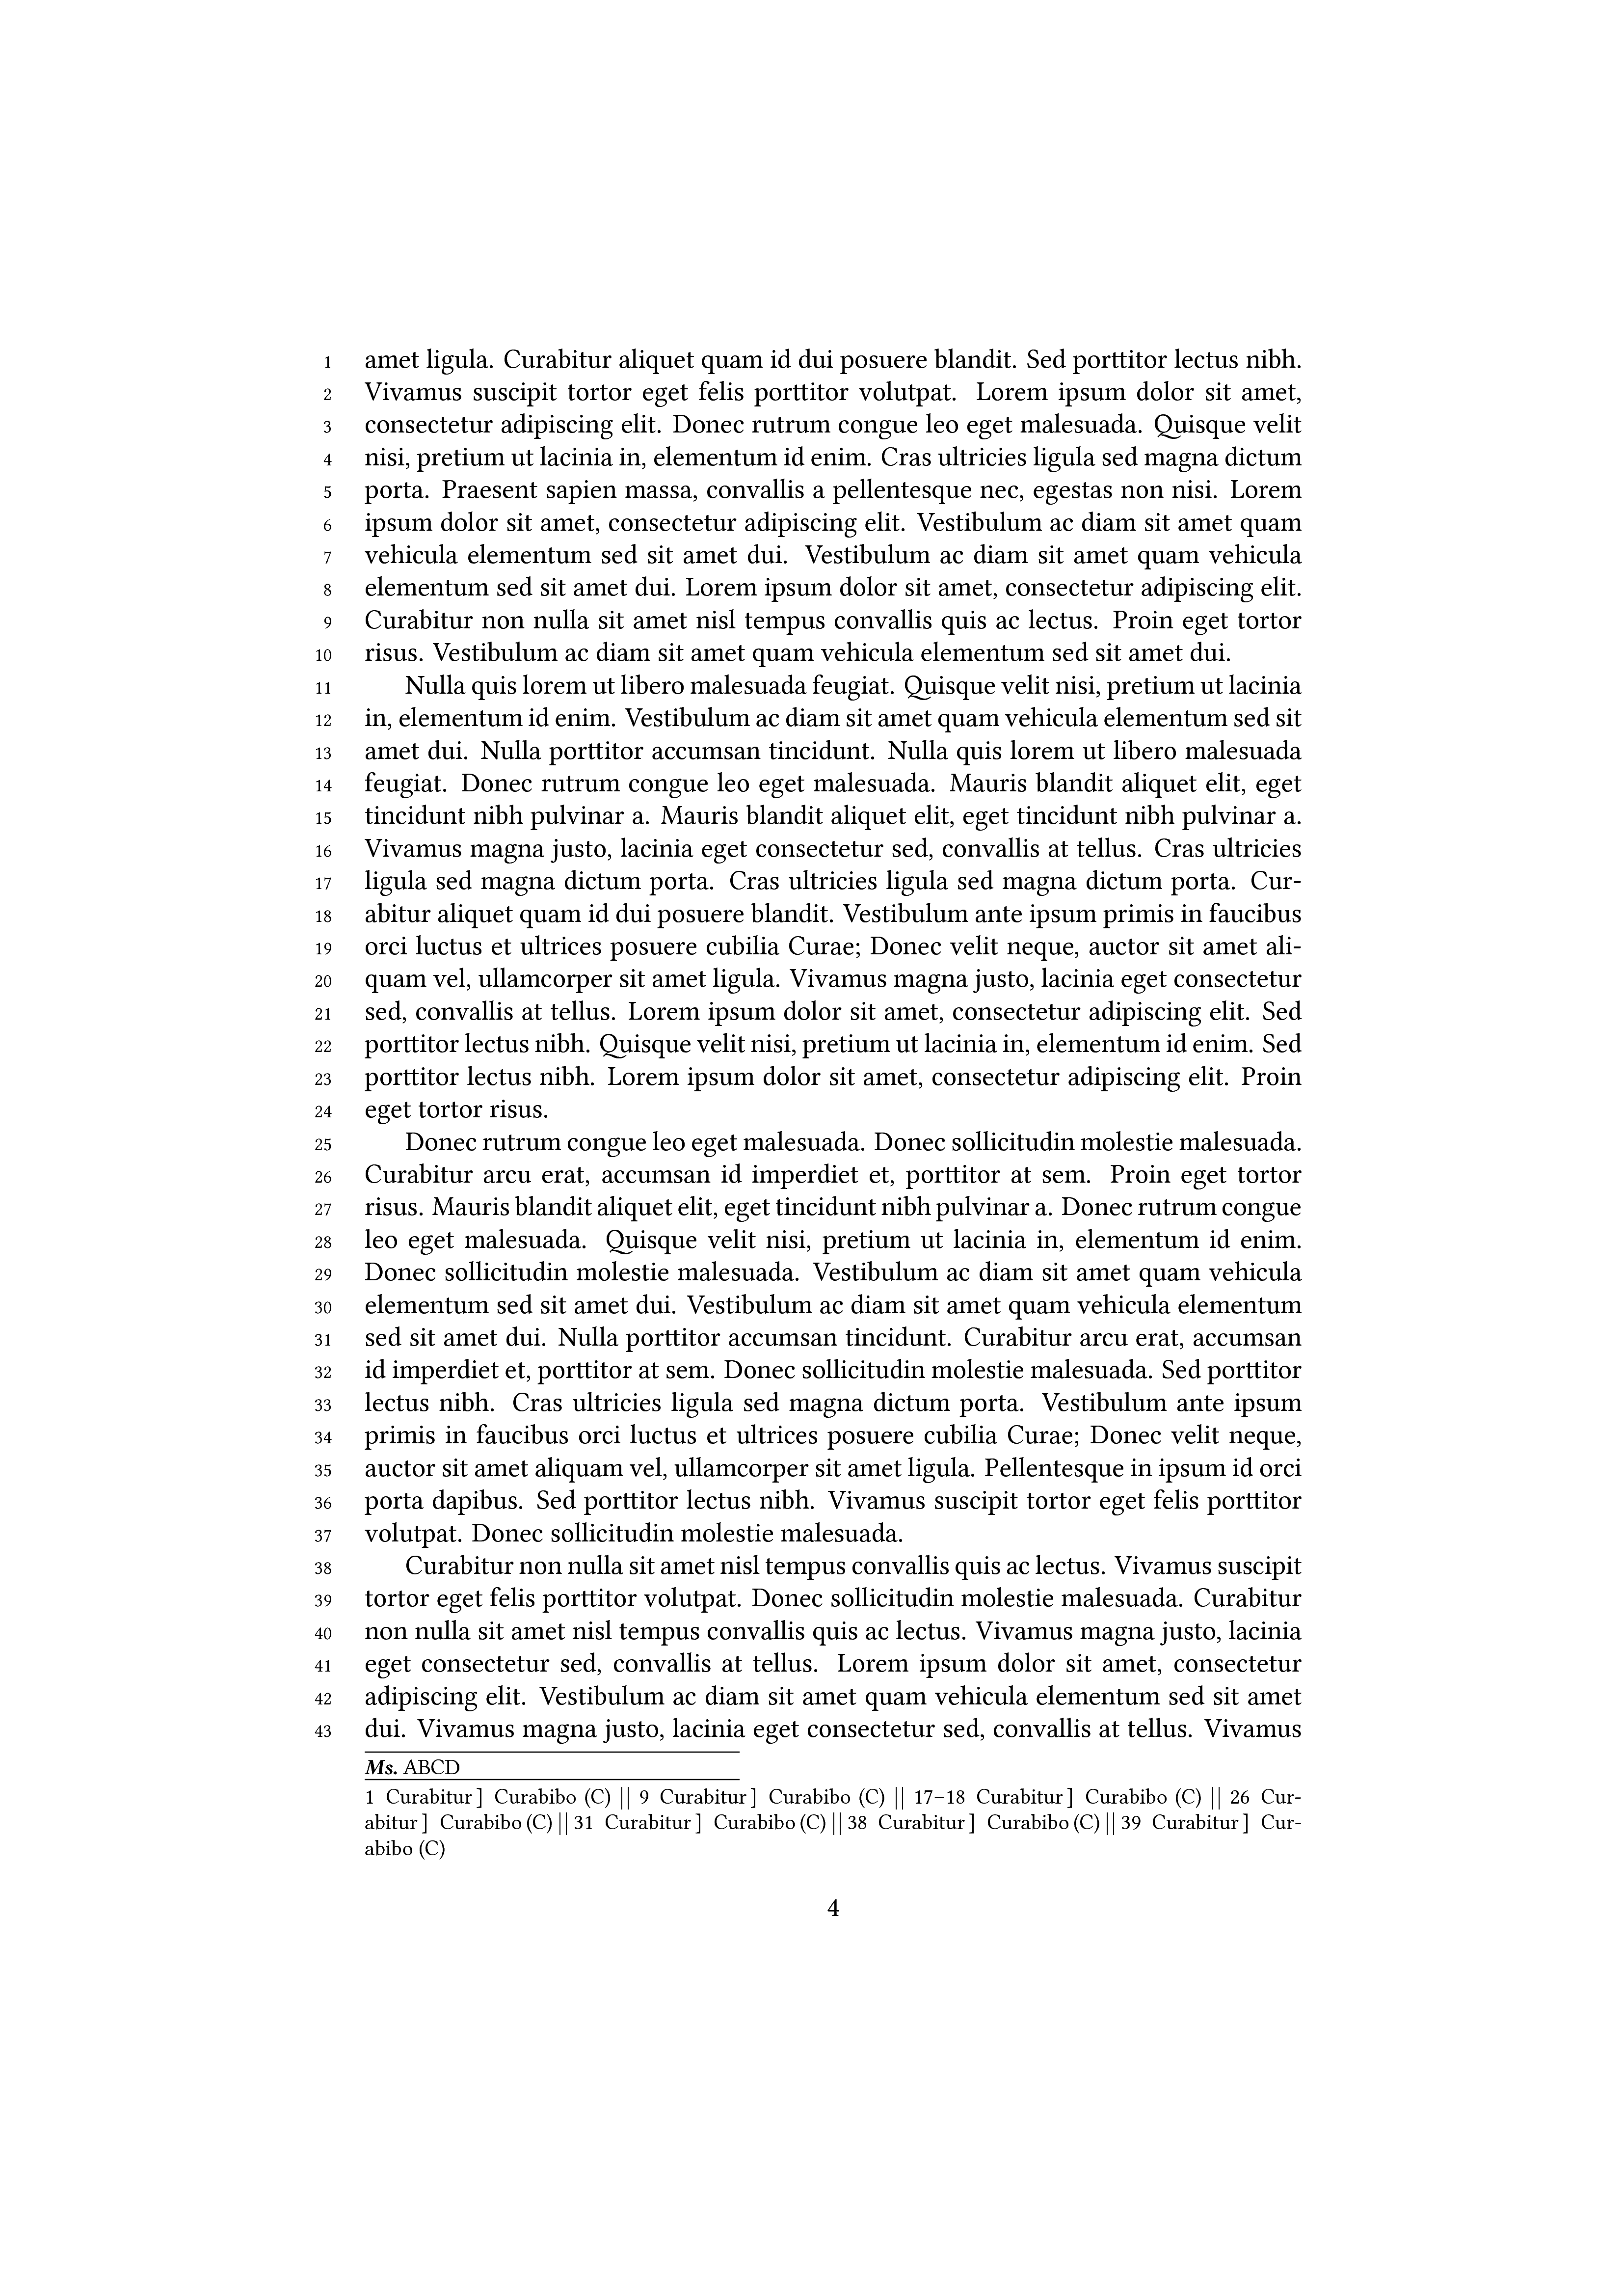 1 amet ligula. Curabitur aliquet quam id dui posuere blandit. Sed porttitor lectus nibh.
2 Vivamus suscipit tortor eget felis porttitor volutpat. Lorem ipsum dolor sit amet,
3 consectetur adipiscing elit. Donec rutrum congue leo eget malesuada. Quisque velit
4 nisi, pretium ut lacinia in, elementum id enim. Cras ultricies ligula sed magna dictum
5 porta. Praesent sapien massa, convallis a pellentesque nec, egestas non nisi. Lorem
6 ipsum dolor sit amet, consectetur adipiscing elit. Vestibulum ac diam sit amet quam
7 vehicula elementum sed sit amet dui. Vestibulum ac diam sit amet quam vehicula
8 elementum sed sit amet dui. Lorem ipsum dolor sit amet, consectetur adipiscing elit.
9 Curabitur non nulla sit amet nisl tempus convallis quis ac lectus. Proin eget tortor
10 risus. Vestibulum ac diam sit amet quam vehicula elementum sed sit amet dui.
11 Nulla quis lorem ut libero malesuada feugiat. Quisque velit nisi, pretium ut lacinia
12 in, elementum id enim. Vestibulum ac diam sit amet quam vehicula elementum sed sit
13 amet dui. Nulla porttitor accumsan tincidunt. Nulla quis lorem ut libero malesuada
14 feugiat. Donec rutrum congue leo eget malesuada. Mauris blandit aliquet elit, eget
15 tincidunt nibh pulvinar a. Mauris blandit aliquet elit, eget tincidunt nibh pulvinar a.
16 Vivamus magna justo, lacinia eget consectetur sed, convallis at tellus. Cras ultricies
17 ligula sed magna dictum porta. Cras ultricies ligula sed magna dictum porta. Cur-
18 abitur aliquet quam id dui posuere blandit. Vestibulum ante ipsum primis in faucibus
19 orci luctus et ultrices posuere cubilia Curae; Donec velit neque, auctor sit amet ali-
20 quam vel, ullamcorper sit amet ligula. Vivamus magna justo, lacinia eget consectetur
21 sed, convallis at tellus. Lorem ipsum dolor sit amet, consectetur adipiscing elit. Sed
22 porttitor lectus nibh. Quisque velit nisi, pretium ut lacinia in, elementum id enim. Sed
23 porttitor lectus nibh. Lorem ipsum dolor sit amet, consectetur adipiscing elit. Proin
24 eget tortor risus.
25 Donec rutrum congue leo eget malesuada. Donec sollicitudin molestie malesuada.
26 Curabitur arcu erat, accumsan id imperdiet et, porttitor at sem. Proin eget tortor
27 risus. Mauris blandit aliquet elit, eget tincidunt nibh pulvinar a. Donec rutrum congue
28 leo eget malesuada. Quisque velit nisi, pretium ut lacinia in, elementum id enim.
29 Donec sollicitudin molestie malesuada. Vestibulum ac diam sit amet quam vehicula
30 elementum sed sit amet dui. Vestibulum ac diam sit amet quam vehicula elementum
31 sed sit amet dui. Nulla porttitor accumsan tincidunt. Curabitur arcu erat, accumsan
32 id imperdiet et, porttitor at sem. Donec sollicitudin molestie malesuada. Sed porttitor
33 lectus nibh. Cras ultricies ligula sed magna dictum porta. Vestibulum ante ipsum
34 primis in faucibus orci luctus et ultrices posuere cubilia Curae; Donec velit neque,
35 auctor sit amet aliquam vel, ullamcorper sit amet ligula. Pellentesque in ipsum id orci
36 porta dapibus. Sed porttitor lectus nibh. Vivamus suscipit tortor eget felis porttitor
37 volutpat. Donec sollicitudin molestie malesuada.
38 Curabitur non nulla sit amet nisl tempus convallis quis ac lectus. Vivamus suscipit
39 tortor eget felis porttitor volutpat. Donec sollicitudin molestie malesuada. Curabitur
40 non nulla sit amet nisl tempus convallis quis ac lectus. Vivamus magna justo, lacinia
41 eget consectetur sed, convallis at tellus. Lorem ipsum dolor sit amet, consectetur
42 adipiscing elit. Vestibulum ac diam sit amet quam vehicula elementum sed sit amet
43 dui. Vivamus magna justo, lacinia eget consectetur sed, convallis at tellus. Vivamus
Ms. ABCD
1 Curabitur ] Curabibo (C) || 9 Curabitur ] Curabibo (C) || 17–18 Curabitur ] Curabibo (C) || 26 Cur-
abitur ] Curabibo (C) || 31 Curabitur ] Curabibo (C) || 38 Curabitur ] Curabibo (C) || 39 Curabitur ] Cur-
abibo (C)
4